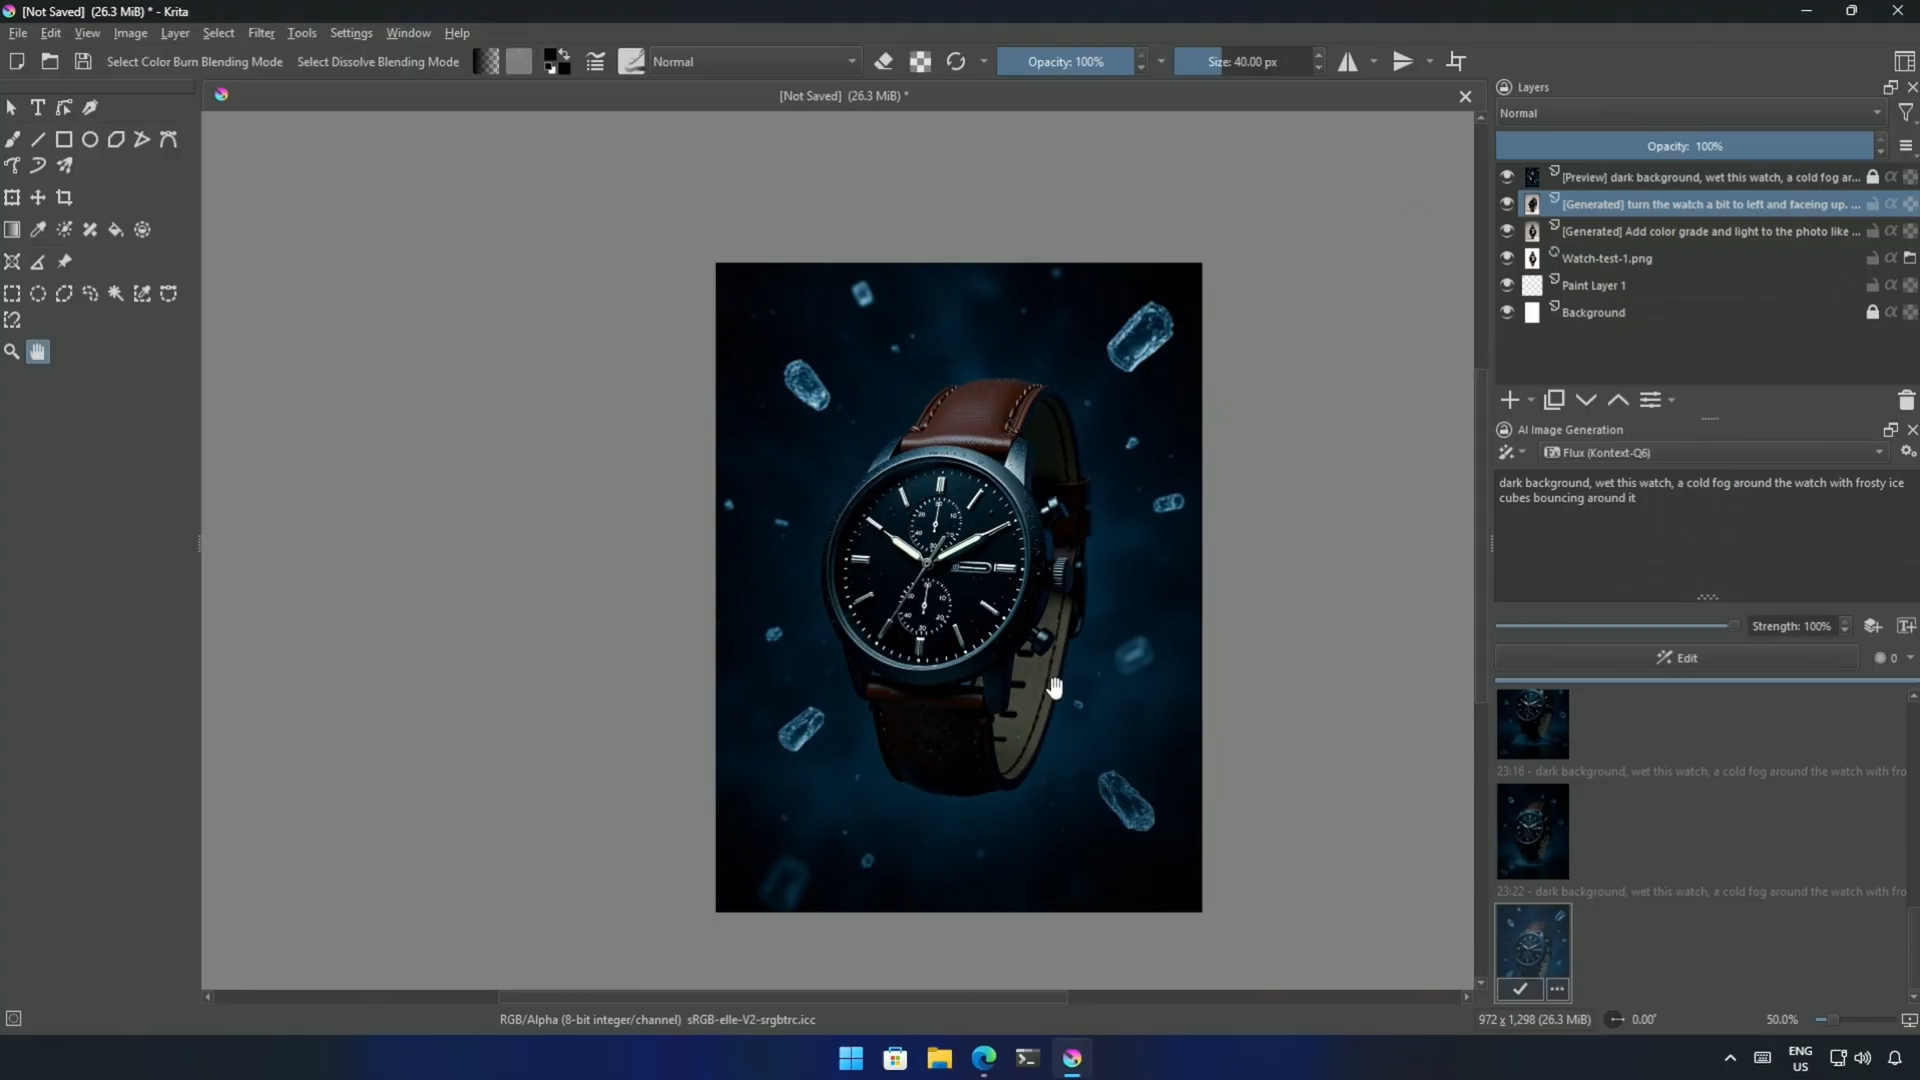 [Not Saved] (26.3 MiB) * - Krita
File Edit View Image Layer Select Filter Tools Settings Window Help
Select Color Burn Blending Mode Select Dissolve Blending Mode Normal Opacity: 100% Size: 40.00 px
[Not Saved] (26.3 MiB) *
Layers
Normal
Opacity: 100%
[Preview] dark background, wet this watch, a cold fog ar...
[Generated] turn the watch a bit to left and faceing up. ...
[Generated] Add color grade and light to the photo like ...
Watch-test-1.png
Paint Layer 1
Background
AI Image Generation
Flux (Kontext-Q6)
dark background, wet this watch, a cold fog around the watch with frosty ice
cubes bouncing around it
Strength: 100%
Edit 0
23:16 - dark background, wet this watch, a cold fog around the watch with fro
23:22 - dark background, wet this watch, a cold fog around the watch with fro
RGB/Alpha (8-bit integer/channel) sRGB-elle-V2-srgbtrc.icc
972 x 1,298 (26.3 MiB) 0.00° 50.0%
ENG
US